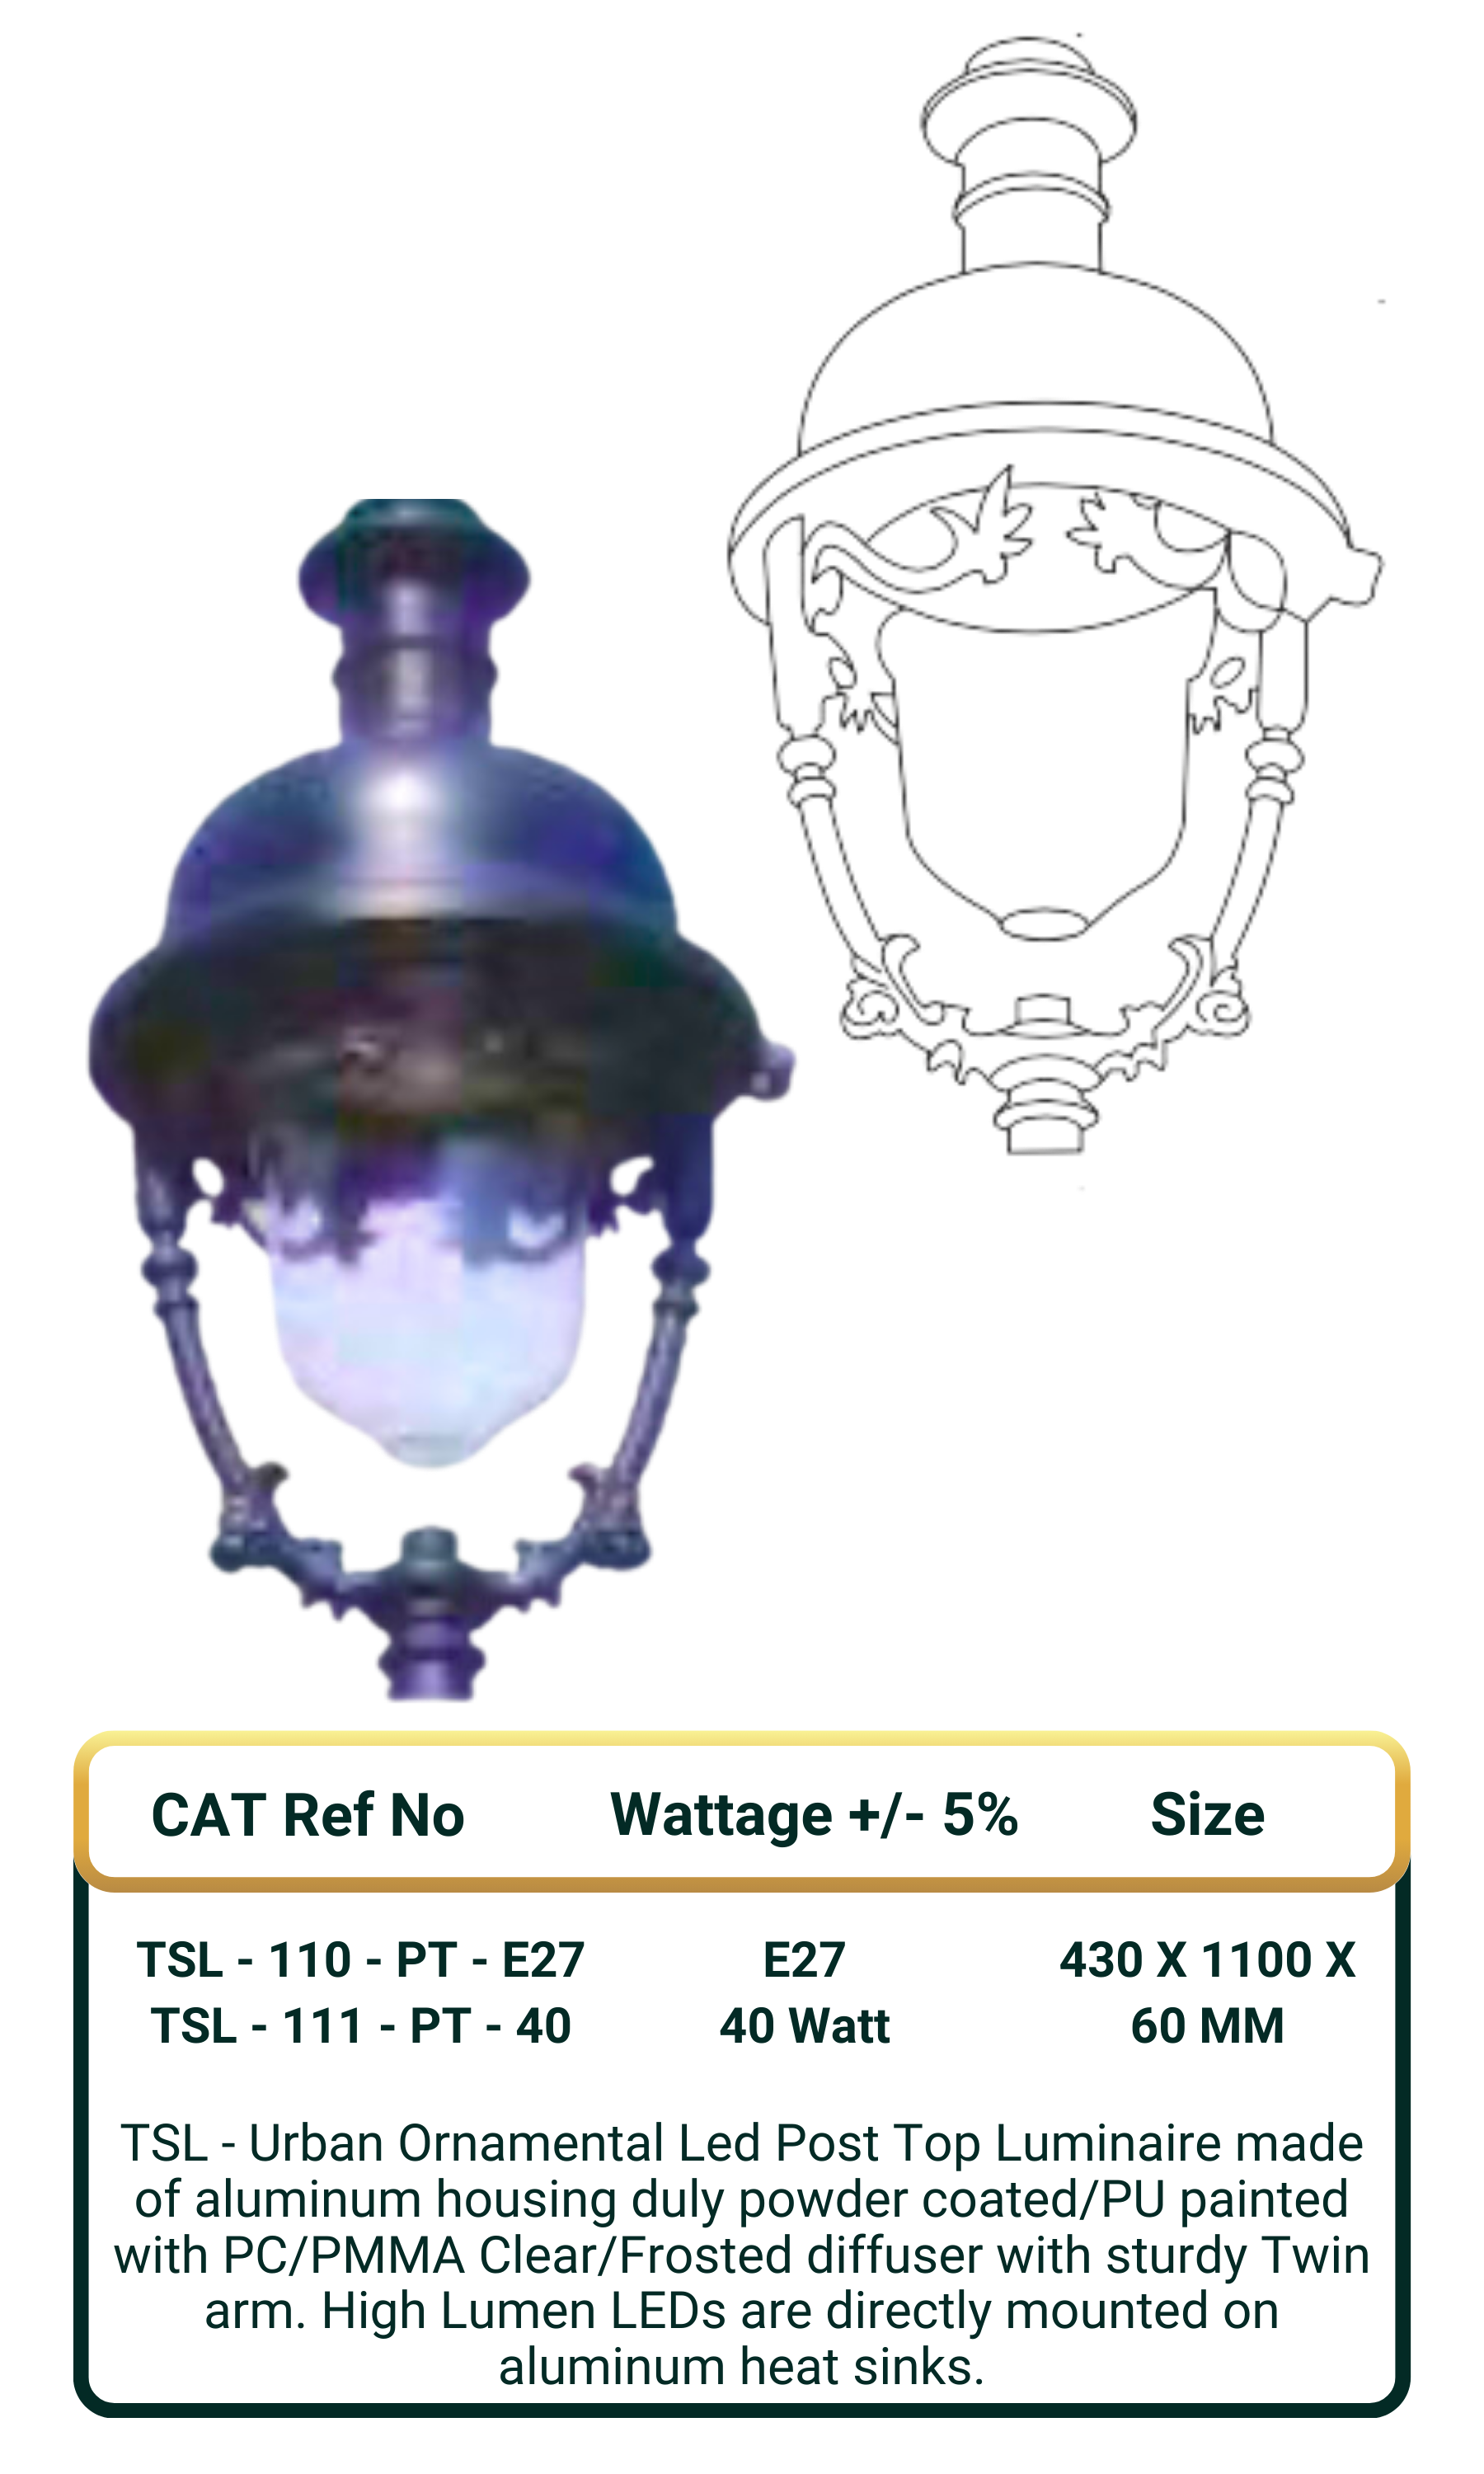 CAT Ref No Wattage +/- 5% Size
TSL - 110 - PT - E27 E27 430 X 1100 X
TSL - 111 - PT - 40 40 Watt 60 MM
TSL - Urban Ornamental Led Post Top Luminaire made
of aluminum housing duly powder coated/PU painted
with PC/PMMA Clear/Frosted diffuser with sturdy Twin
arm. High Lumen LEDs are directly mounted on
aluminum heat sinks.